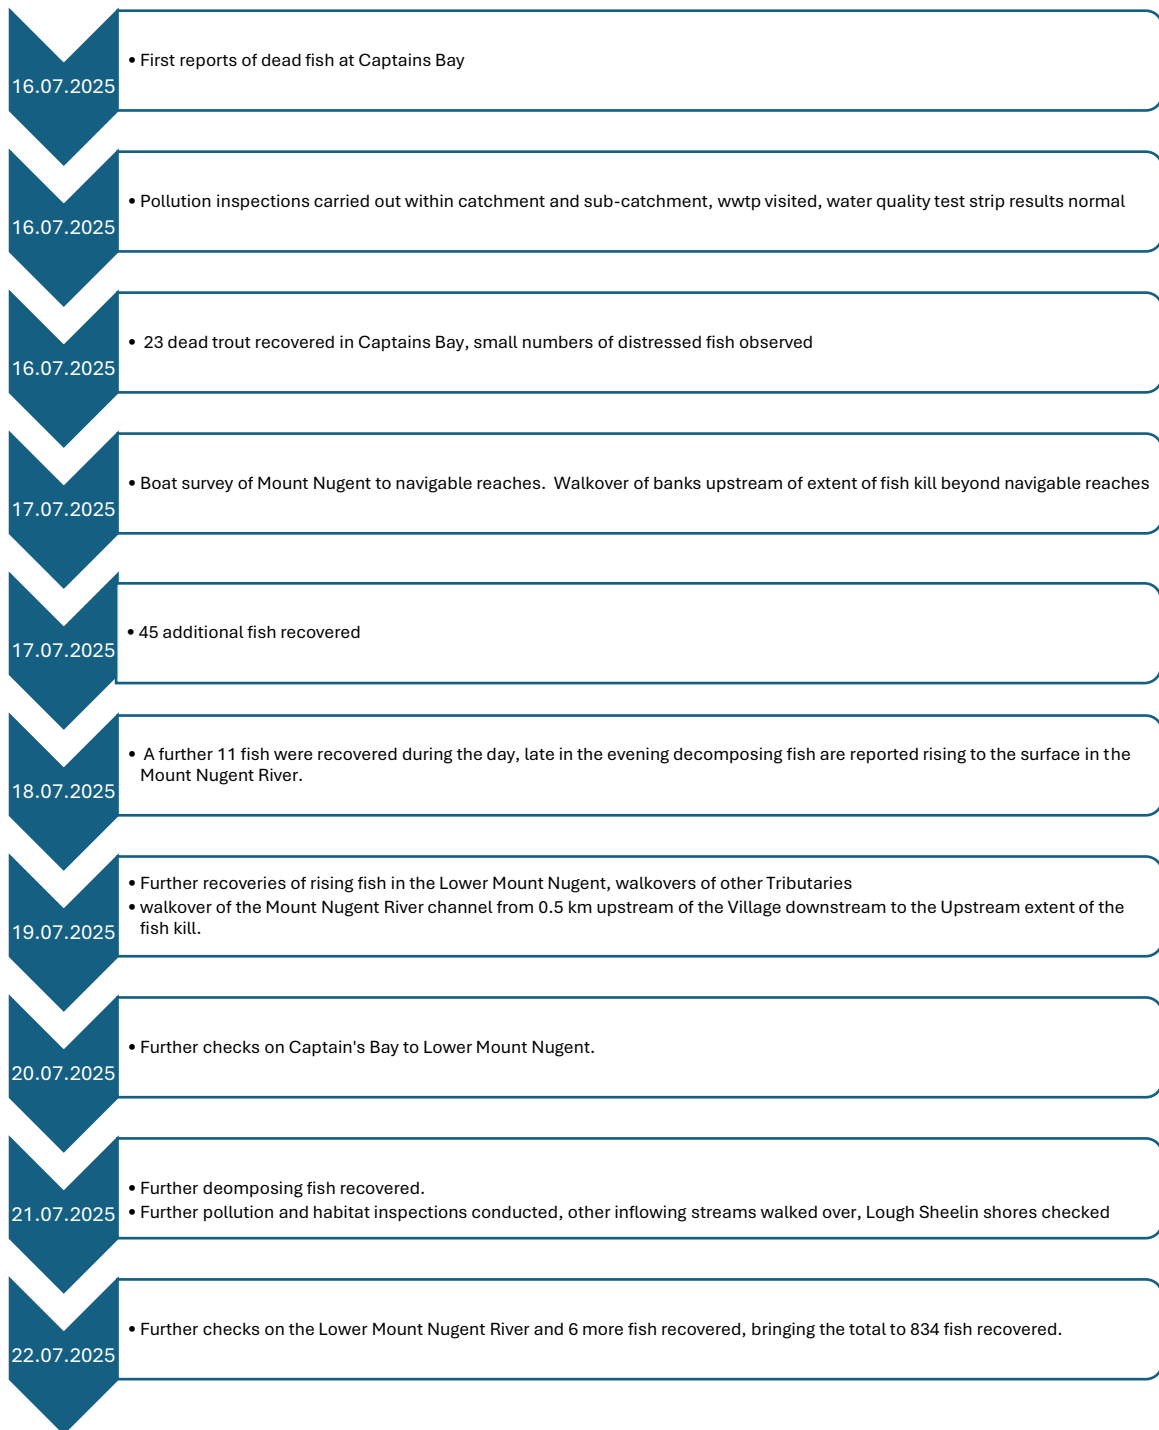 16.07.2025
• First reports of dead fish at Captains Bay
16.07.2025
• Pollution inspections carried out within catchment and sub-catchment, wwtp visited, water quality test strip results normal
16.07.2025
• 23 dead trout recovered in Captains Bay, small numbers of distressed fish observed
17.07.2025
• Boat survey of Mount Nugent to navigable reaches. Walkover of banks upstream of extent of fish kill beyond navigable reaches
17.07.2025
• 45 additional fish recovered
18.07.2025
• A further 11 fish were recovered during the day, late in the evening decomposing fish are reported rising to the surface in the
Mount Nugent River.
19.07.2025
• Further recoveries of rising fish in the Lower Mount Nugent, walkovers of other Tributaries
• walkover of the Mount Nugent River channel from 0.5 km upstream of the Village downstream to the Upstream extent of the
fish kill.
20.07.2025
• Further checks on Captain's Bay to Lower Mount Nugent.
21.07.2025
• Further deomposing fish recovered.
• Further pollution and habitat inspections conducted, other inflowing streams walked over, Lough Sheelin shores checked
22.07.2025
• Further checks on the Lower Mount Nugent River and 6 more fish recovered, bringing the total to 834 fish recovered.